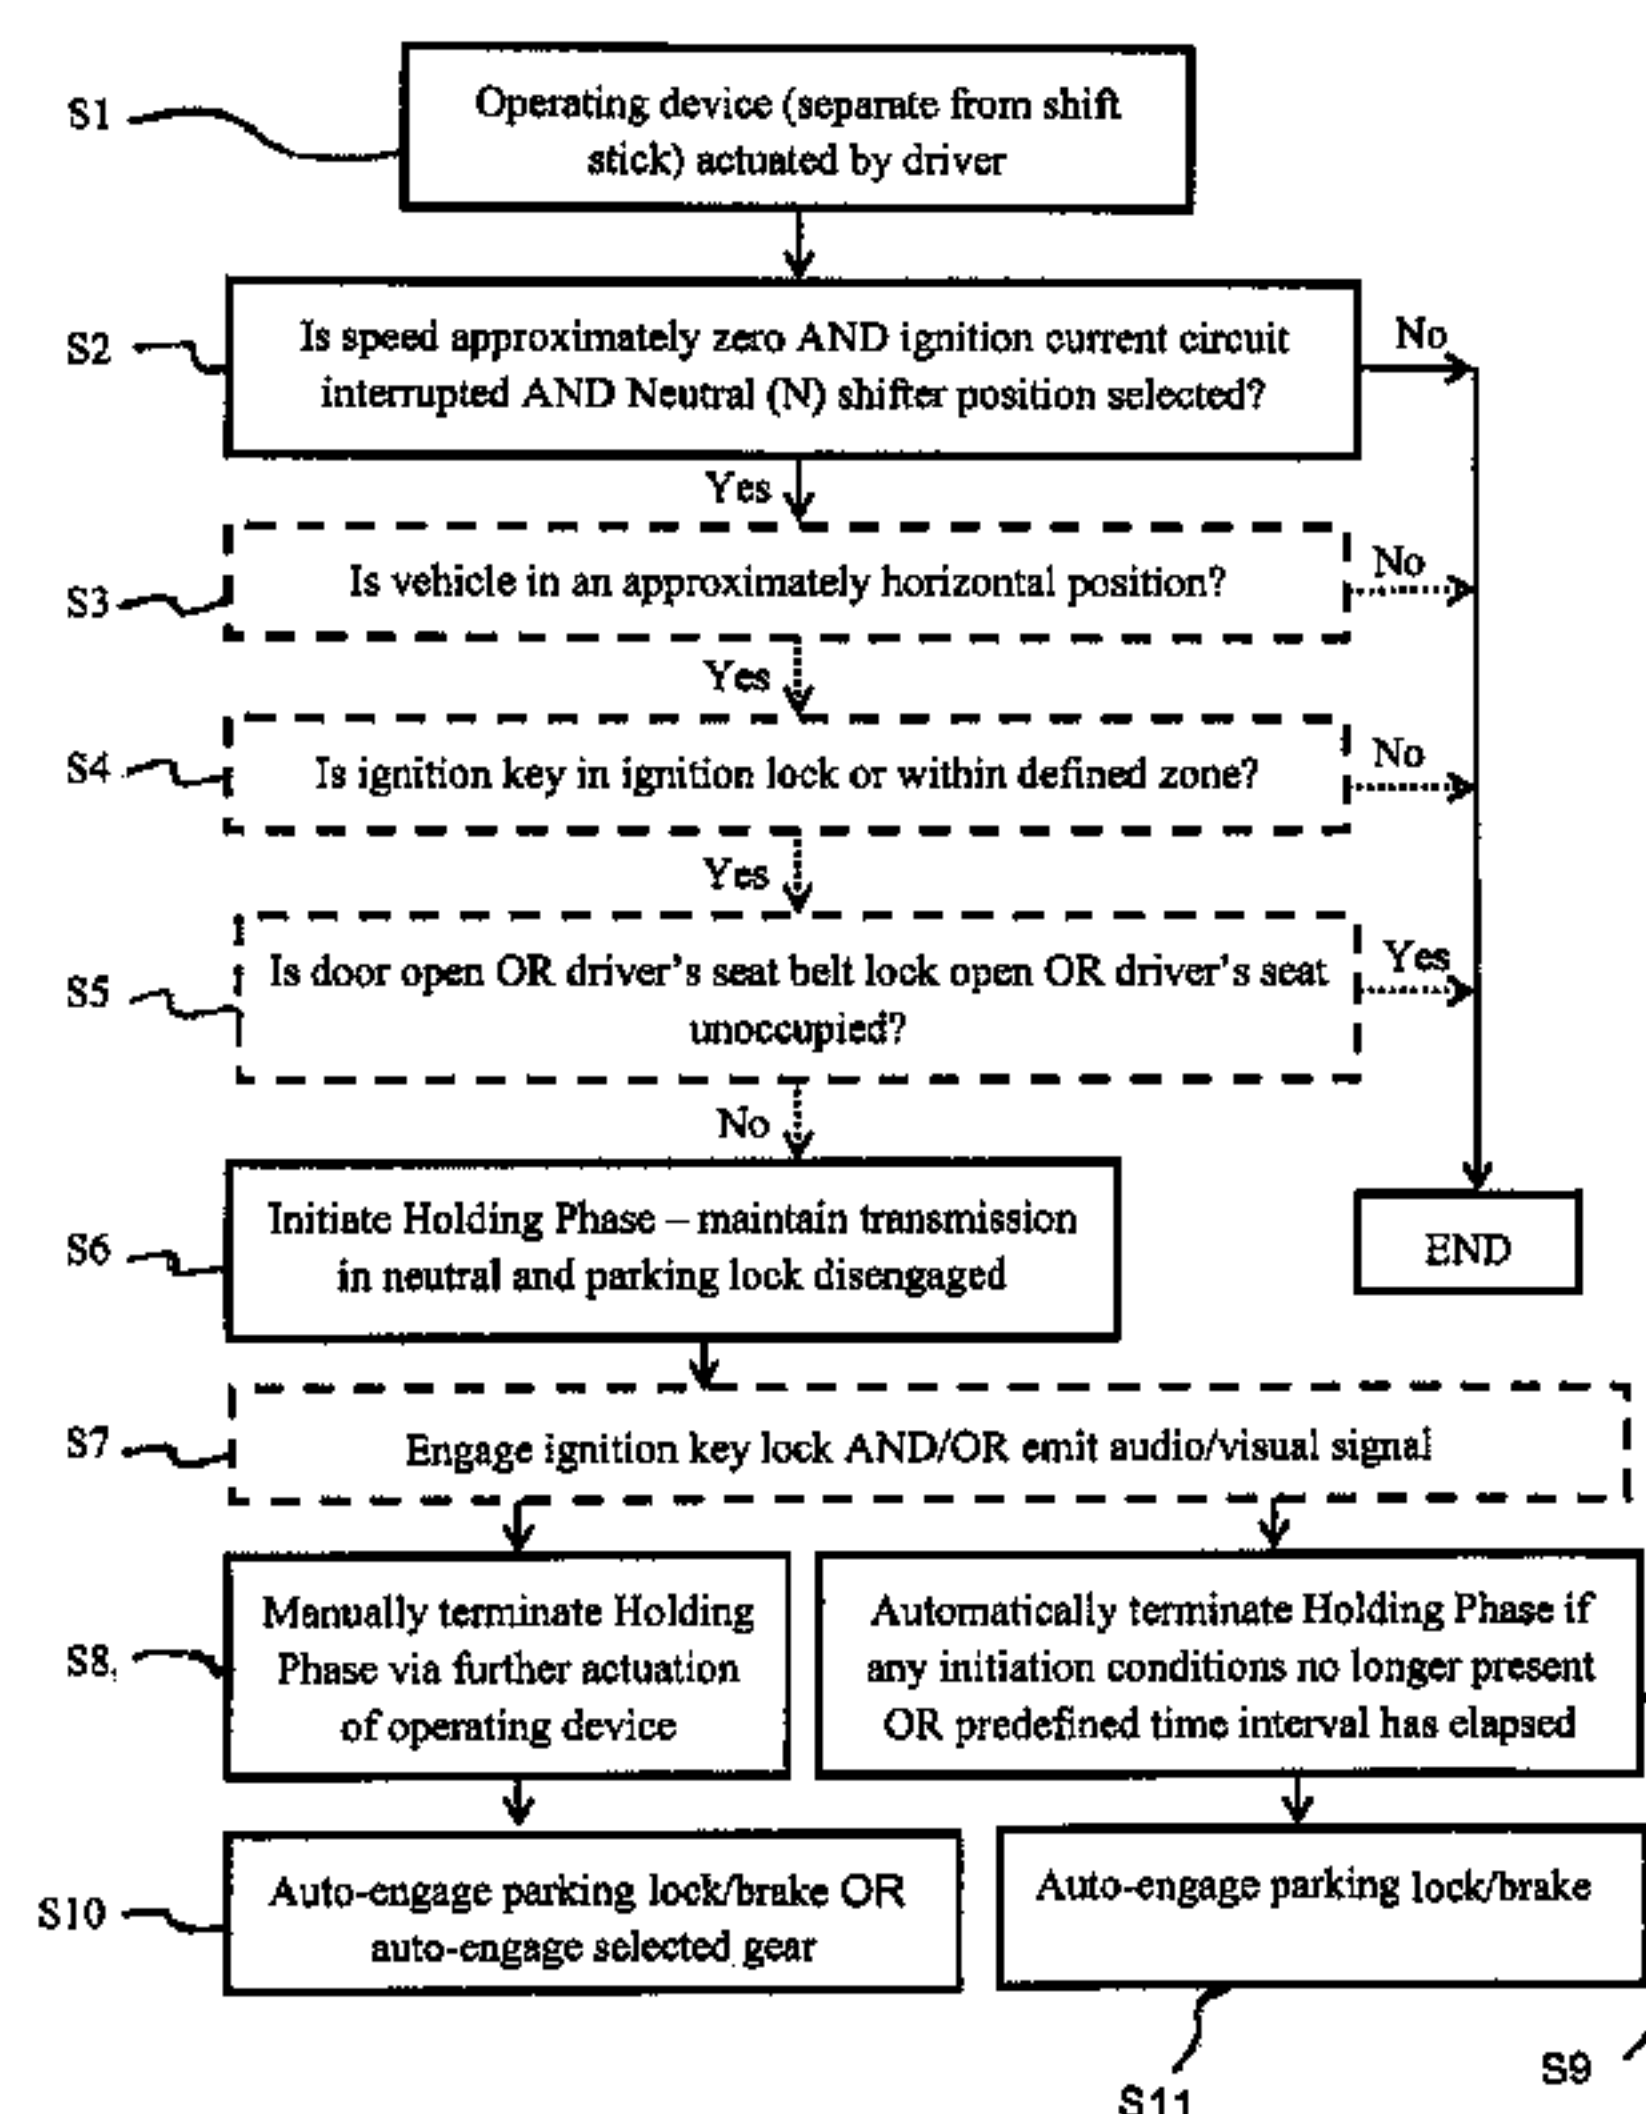 S1
Operating device (separate from shift
stick) actuated by driver
S2
Is speed approximately zero AND ignition current circuit
interrupted AND Neutral (N) shifter position selected?
No
Yes
S3
Is vehicle in an approximately horizontal position?
No
Yes
S4
Is ignition key in ignition lock or within defined zone?
No
Yes
S5
Is door open OR driver's seat belt lock open OR driver's seat
unoccupied?
Yes
No
S6
Initiate Holding Phase – maintain transmission
in neutral and parking lock disengaged
END
S7
Engage ignition key lock AND/OR emit audio/visual signal
S8
Manually terminate Holding
Phase via further actuation
of operating device
Automatically terminate Holding Phase if
any initiation conditions no longer present
OR predefined time interval has elapsed
S10
Auto-engage parking lock/brake OR
auto-engage selected gear
Auto-engage parking lock/brake
S9
S11